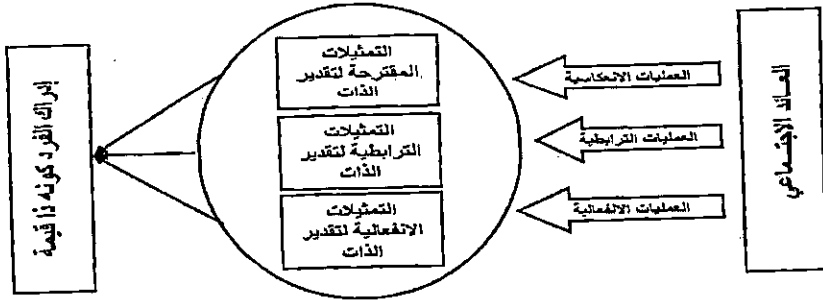 العائد الاجتماعي
العمليات الانعكاسية
العمليات الترابطية
العمليات الانفعالية
التمثيلات
المقترحة لتقدير
الذات
التمثيلات
الترابطية لتقدير
الذات
التمثيلات
الانفعالية لتقدير
الذات
إدراك الفرد كونه ذا قيمة